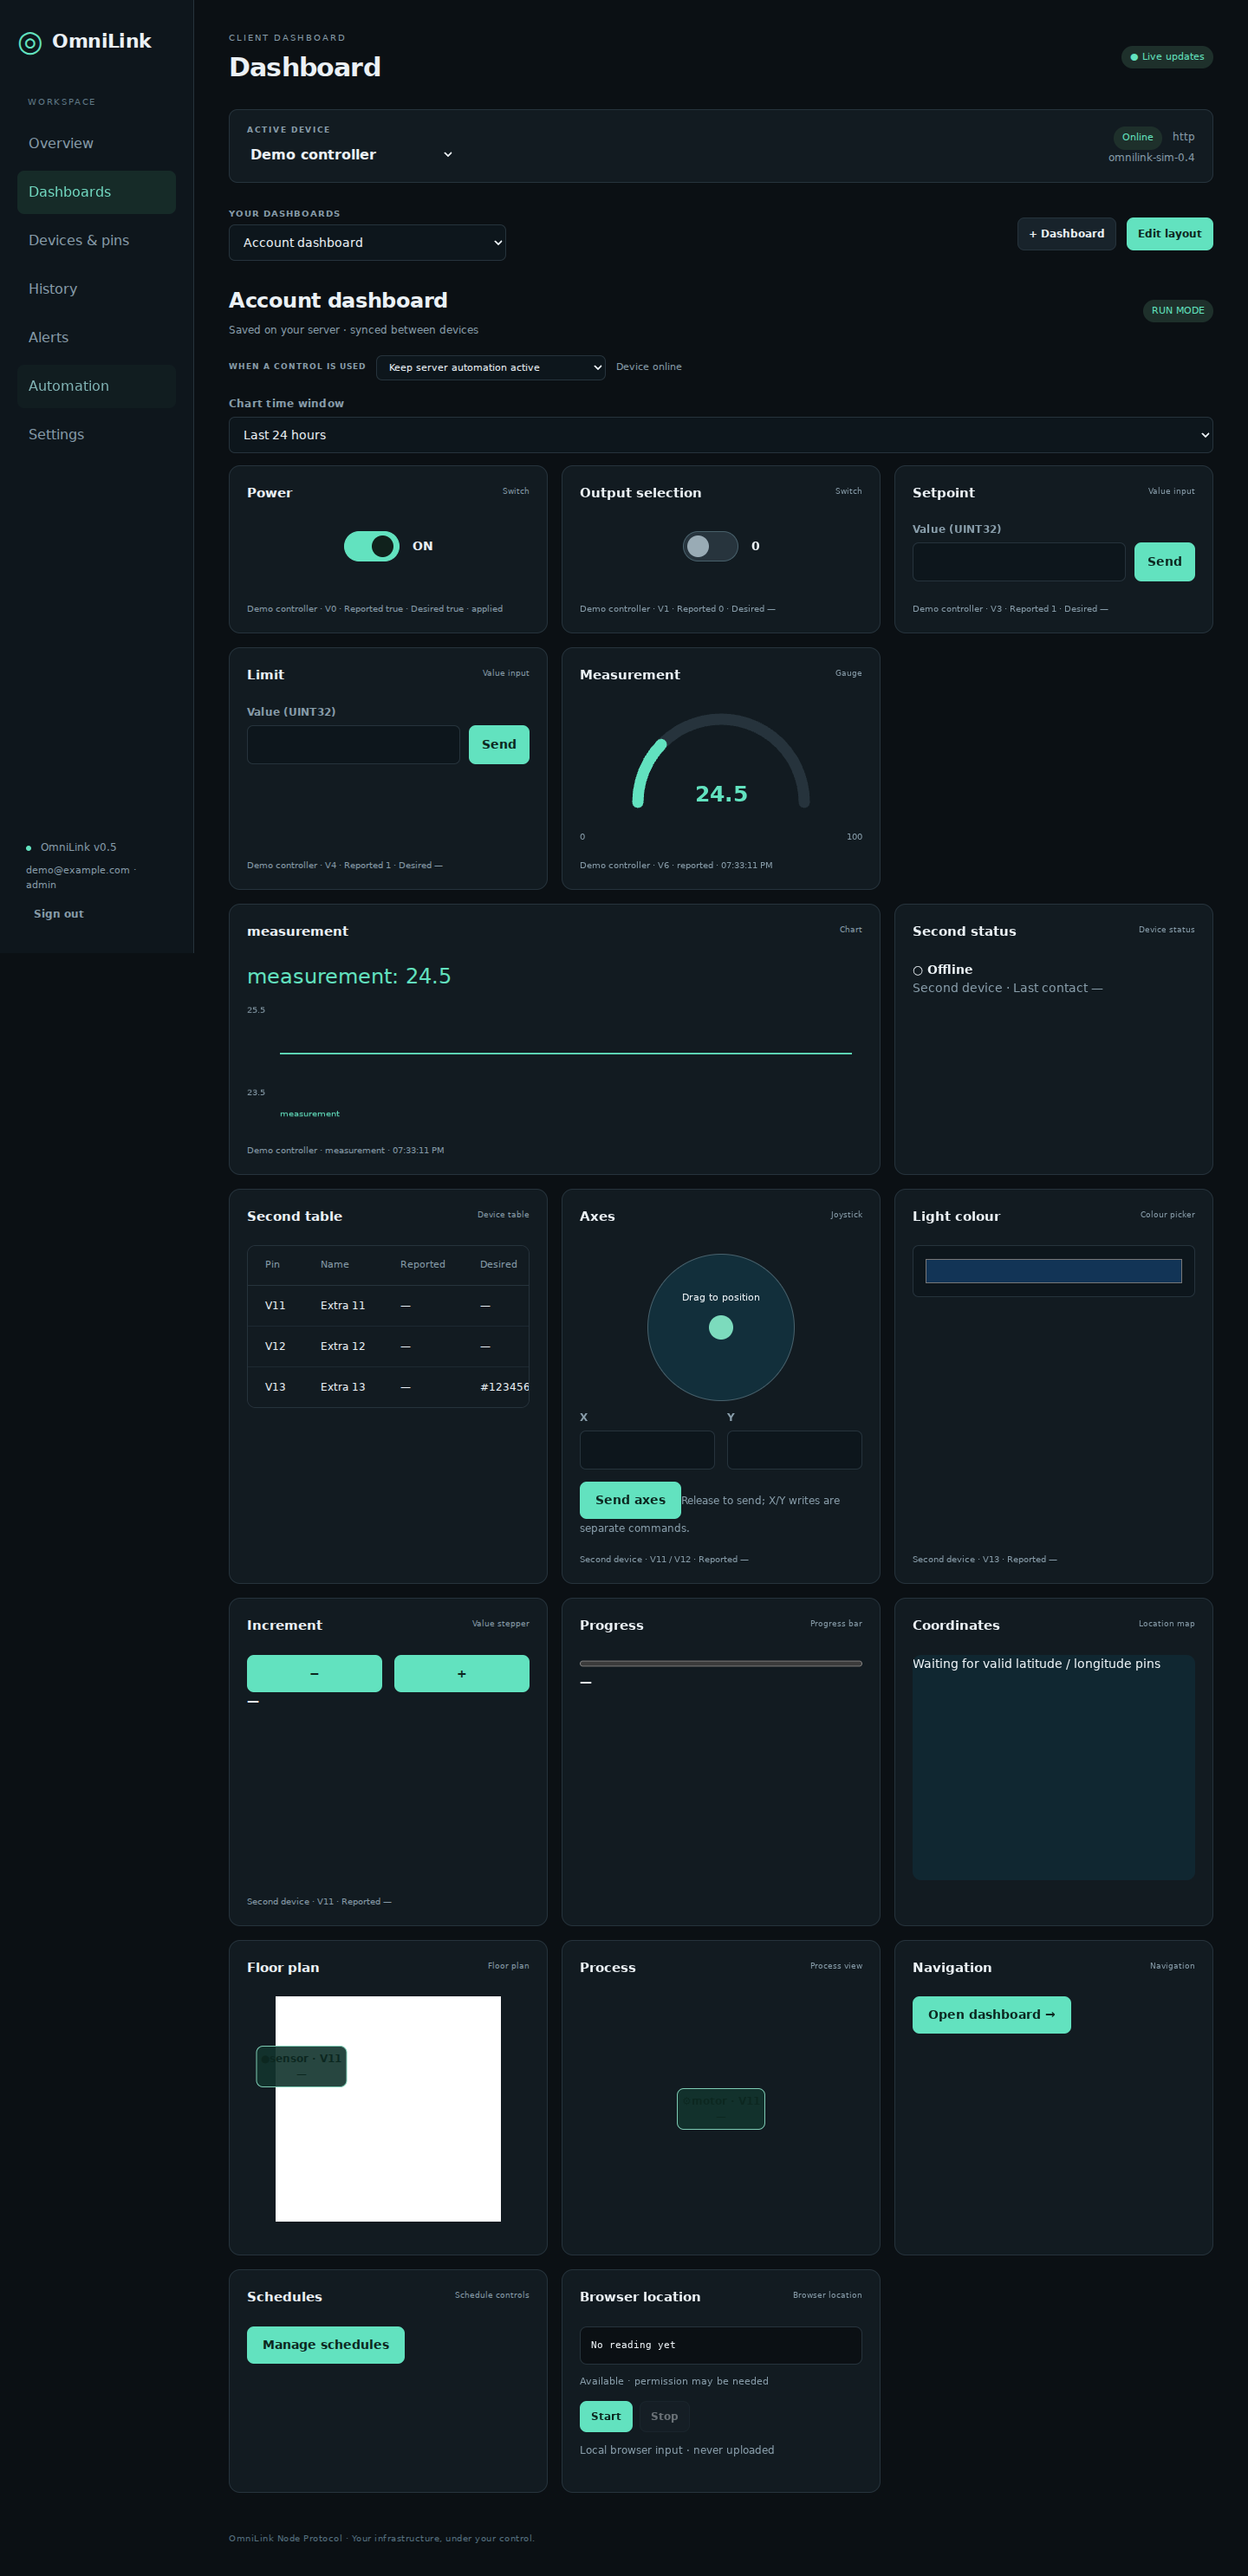 OmniLink
WORKSPACE
Overview
Dashboards
Devices & pins
History
Alerts
Automation
Settings
OmniLink v0.5
demo@example.com ·
admin
Sign out
CLIENT DASHBOARD
Dashboard
Live updates
ACTIVE DEVICE
Demo controller
Online http
omnilink-sim-0.4
YOUR DASHBOARDS
Account dashboard
+ Dashboard
Edit layout
Account dashboard
Saved on your server · synced between devices
RUN MODE
WHEN A CONTROL IS USED Keep server automation active Device online
Chart time window
Last 24 hours
Power Switch
ON
Demo controller · V0 · Reported true · Desired true · applied
Output selection Switch
0
Demo controller · V1 · Reported 0 · Desired —
Setpoint Value input
Value (UINT32)
Send
Demo controller · V3 · Reported 1 · Desired —
Limit Value input
Value (UINT32)
Send
Demo controller · V4 · Reported 1 · Desired —
Measurement Gauge
24.5
0 100
Demo controller · V6 · reported · 07:33:11 PM
measurement Chart
measurement: 24.5
25.5
23.5
measurement
Demo controller · measurement · 07:33:11 PM
Second status Device status
○ Offline
Second device · Last contact —
Second table Device table
Pin Name Reported Desired
V11 Extra 11 — —
V12 Extra 12 — —
V13 Extra 13 — #123456
Axes Joystick
Drag to position
X Y
Send axes Release to send; X/Y writes are
separate commands.
Second device · V11 / V12 · Reported —
Light colour Colour picker
Second device · V13 · Reported —
Increment Value stepper
− +
—
Second device · V11 · Reported —
Progress Progress bar
—
Coordinates Location map
Waiting for valid latitude / longitude pins
Floor plan Floor plan
sensor · V11
—
Process Process view
motor · V11
Navigation Navigation
Open dashboard →
Schedules Schedule controls
Manage schedules
Browser location Browser location
No reading yet
Available · permission may be needed
Start Stop
Local browser input · never uploaded
OmniLink Node Protocol · Your infrastructure, under your control.